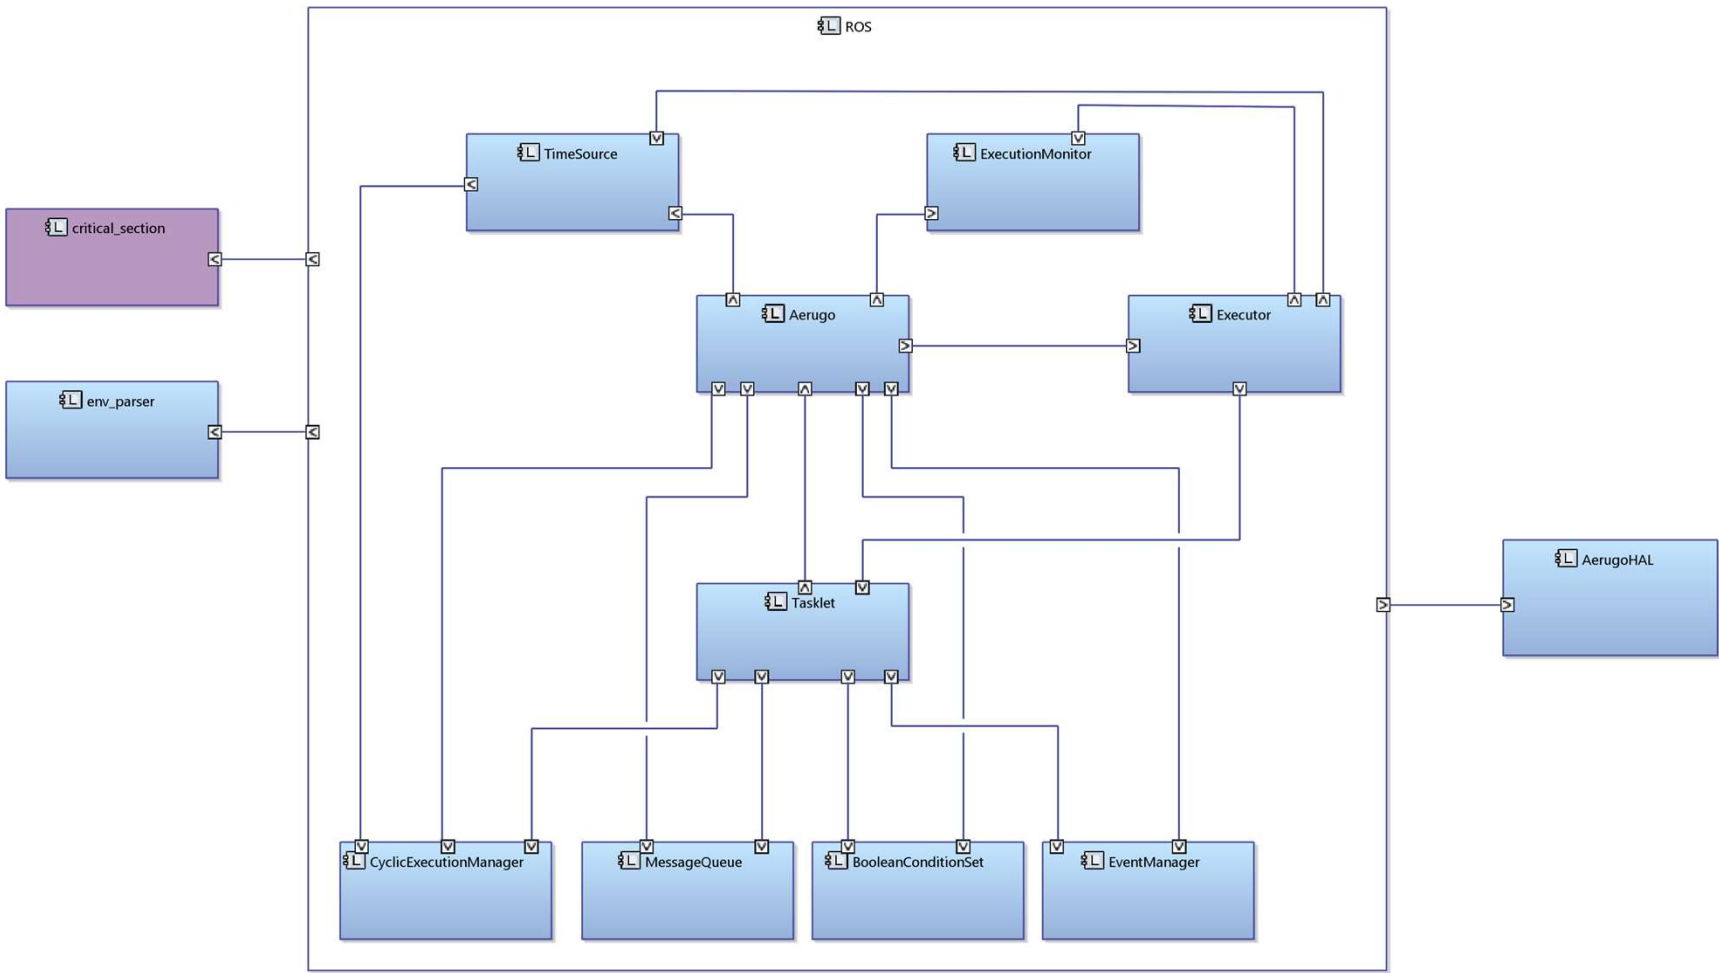 ROS
TimeSource
ExecutionMonitor
critical_section
Aerugo
Executor
env_parser
AerugoHAL
Tasklet
CyclicExecutionManager
MessageQueue
BooleanConditionSet
EventManager